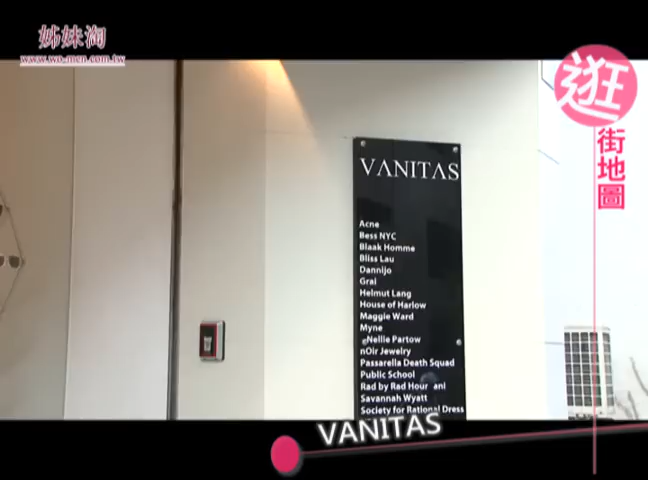 姊妹淘
www.wo-men.com.tw
逛
街地圖
VANITAS
Acne
Bess NYC
Blaak Homme
Bliss Lau
Dannijo
Grai
Helmut Lang
House of Harlow
Maggie Ward
Myne
Nellie Partow
nOir Jewelry
Passarella Death Squad
Public School
Rad by Rad Hour ani
Savannah Wyatt
Society for Rational Dress
VANITAS